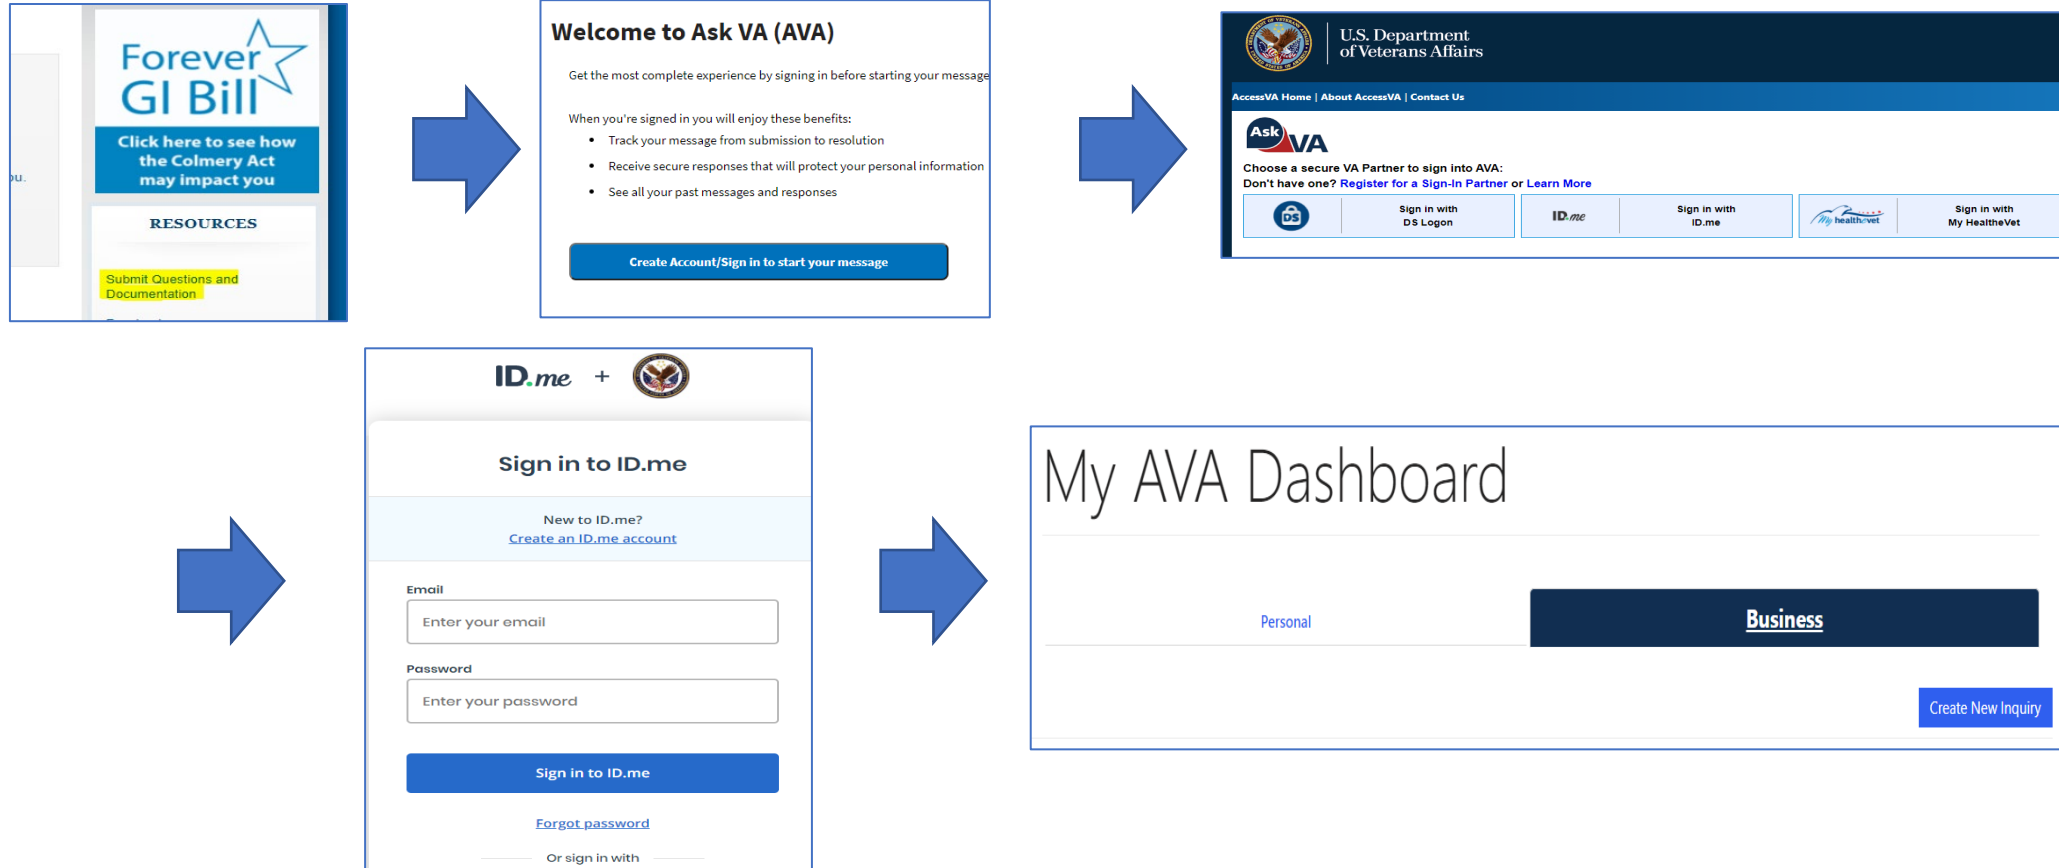 Forever
GI Bill
Click here to see how
the Colmery Act
may impact you
RESOURCES
Submit Questions and
Documentation
ou.
Welcome to Ask VA (AVA)
Get the most complete experience by signing in before starting your message
When you're signed in you will enjoy these benefits:
• Track your message from submission to resolution
• Receive secure responses that will protect your personal information
• See all your past messages and responses
Create Account/Sign in to start your message
U.S. Department
of Veterans Affairs
AccessVA Home | About AccessVA | Contact Us
Ask VA
Choose a secure VA Partner to sign into AVA:
Don't have one? Register for a Sign-In Partner or Learn More
DS
Sign in with
DS Logon
ID.me
Sign in with
ID.me
My healthevet
Sign in with
My HealtheVet
ID.me +
Sign in to ID.me
New to ID.me?
Create an ID.me account
Email
Enter your email
Password
Enter your password
Sign in to ID.me
Forgot password
Or sign in with
My AVA Dashboard
Personal
Business
Create New Inquiry